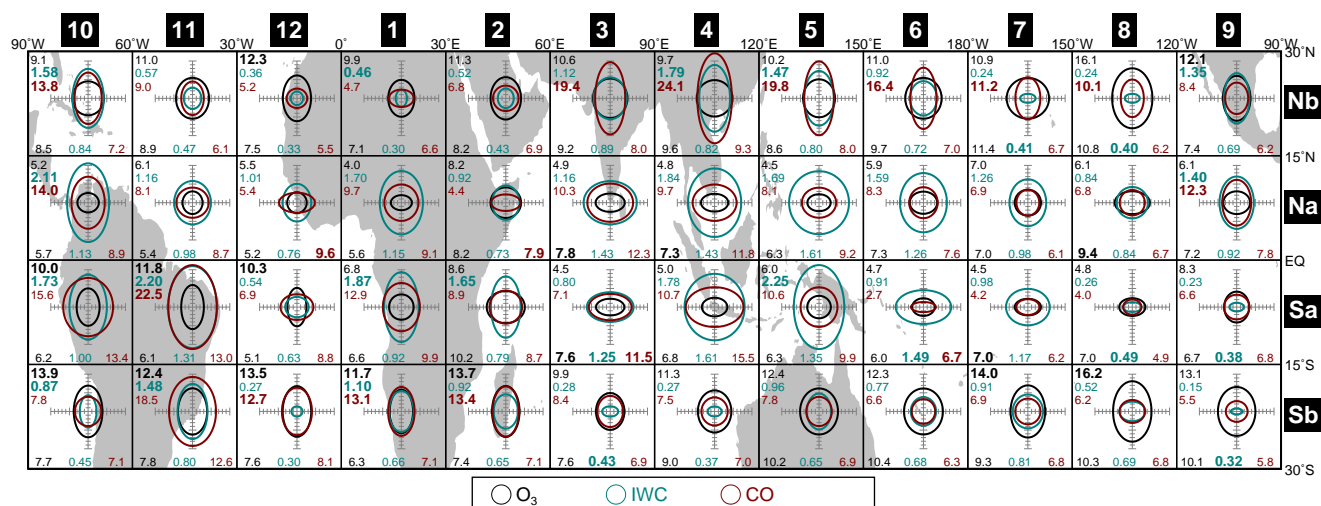 10 11 12 1 2 3 4 5 6 7 8 9
90°W 60°W 30°W 0° 30°E 60°E 90°E 120°E 150°E 180° 150°W 120°W 90°W
30°N
9.1 11.0 12.3 9.9 11.3 10.6 9.7 10.2 11.0 10.9 16.1 12.1
1.58 0.57 0.36 0.46 0.52 1.12 1.79 1.47 0.92 0.24 0.24 1.35
13.8 9.0 5.2 4.7 6.8 19.4 24.1 19.8 16.4 11.2 10.1 8.4
Nb
8.5 0.84 7.2 8.9 0.47 6.1 7.5 0.33 5.5 7.1 0.30 6.6 8.2 0.43 6.9 9.2 0.89 8.0 9.6 0.82 9.3 8.6 0.80 8.0 9.7 0.72 7.0 11.4 0.41 6.7 10.8 0.40 6.2 7.4 0.69 6.2
15°N
5.2 6.1 5.5 4.0 8.2 4.9 4.8 4.5 5.9 7.0 6.1 6.1
2.11 1.16 1.01 1.70 0.92 1.16 1.84 1.69 1.59 1.26 0.84 1.40
14.0 8.1 5.4 9.7 4.4 10.3 9.7 8.1 8.3 6.9 6.8 12.3
Na
5.7 1.13 8.9 5.4 0.98 8.7 5.2 0.76 9.6 5.6 1.15 9.1 8.2 0.73 7.9 7.8 1.43 12.3 7.3 1.43 11.8 6.3 1.61 9.2 7.3 1.26 7.6 7.0 0.98 6.1 9.4 0.84 6.7 7.2 0.92 7.8
EQ
10.0 11.8 10.3 6.8 8.6 4.5 5.0 6.0 4.7 4.5 4.8 8.3
1.73 2.20 0.54 1.87 1.65 0.80 1.78 2.25 0.91 0.98 0.26 0.23
15.6 22.5 6.9 12.9 8.9 7.1 10.7 10.6 2.7 4.2 4.0 6.6
Sa
6.2 1.00 13.4 6.1 1.31 13.0 5.1 0.63 8.8 6.6 0.92 9.9 10.2 0.79 8.7 7.6 1.25 11.5 6.8 1.61 15.5 6.3 1.35 9.9 6.0 1.49 6.7 7.0 1.17 6.2 7.0 0.49 4.9 6.7 0.38 6.8
15°S
13.9 12.4 13.5 11.7 13.7 9.9 11.3 12.4 12.3 14.0 16.2 13.1
0.87 1.48 0.27 1.10 0.92 0.28 0.27 0.96 0.77 0.91 0.52 0.15
7.8 18.5 12.7 13.1 13.4 8.4 7.5 7.8 6.6 6.9 6.2 5.5
Sb
7.7 0.45 7.1 7.8 0.80 12.6 7.6 0.30 8.1 6.3 0.66 7.1 7.4 0.65 7.1 7.6 0.43 6.9 9.0 0.37 7.0 10.2 0.65 6.9 10.4 0.68 6.3 9.3 0.81 6.8 10.3 0.69 6.8 10.1 0.32 5.8
30°S
O₃ IWC CO